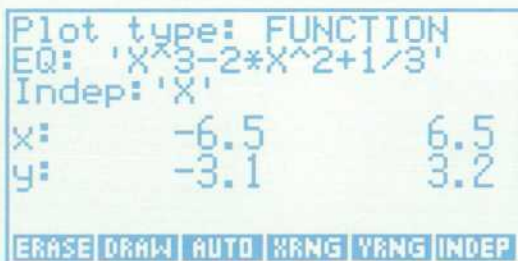 Plot type: FUNCTION
EQ: 'X^3-2*X^2+1/3'
Indep:'X'
x: -6.5 6.5
y: -3.1 3.2
ERASE DRAW AUTO XRNG YRNG INDEP